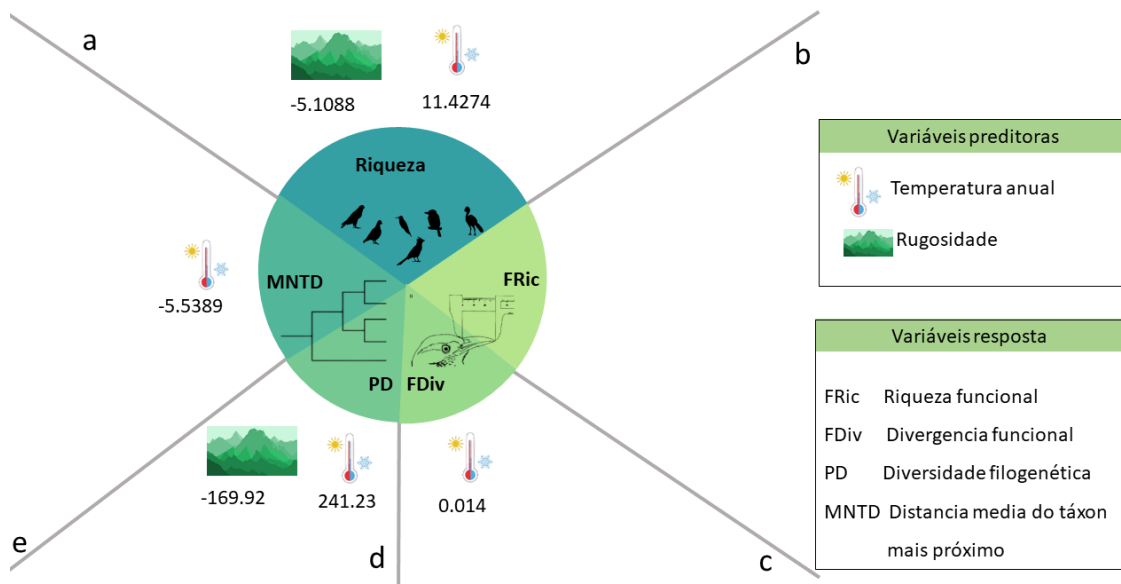 a
b
-5.1088
11.4274
Riqueza
MNTD
FRic
-5.5389
PD
FDiv
-169.92
241.23
0.014
e
d
c
Variáveis preditoras
Temperatura anual
Rugosidade
Variáveis resposta
FRic Riqueza funcional
FDiv Divergencia funcional
PD Diversidade filogenética
MNTD Distancia media do táxon
mais próximo